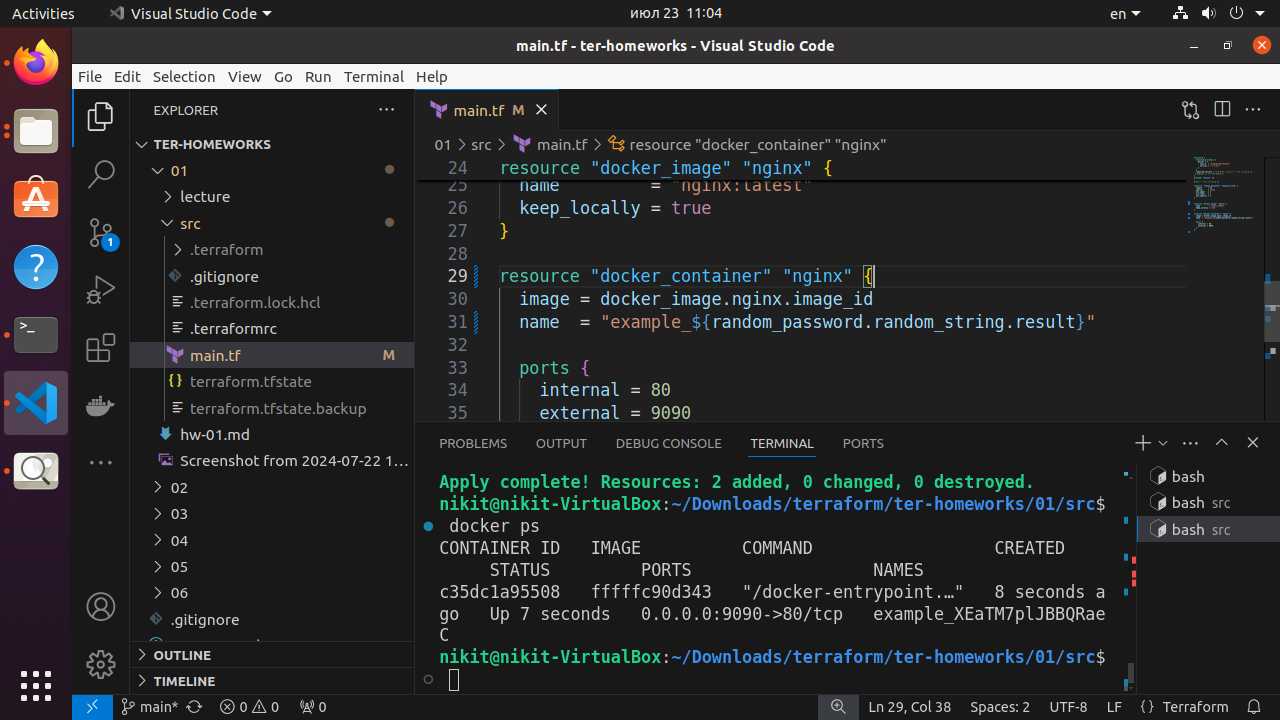 Activities
Visual Studio Code
июл 23 11:04
en
main.tf - ter-homeworks - Visual Studio Code
File Edit Selection View Go Run Terminal Help
EXPLORER
TER-HOMEWORKS
01
lecture
src
.terraform
.gitignore
.terraform.lock.hcl
.terraformrc
main.tf M
terraform.tfstate
terraform.tfstate.backup
hw-01.md
Screenshot from 2024-07-22 1…
02
03
04
05
06
.gitignore
OUTLINE
TIMELINE
1
main.tf M
01 > src > main.tf > resource "docker_container" "nginx"
24 resource "docker_image" "nginx" {
25 name = "nginx:latest"
26 keep_locally = true
27 }
28
29 resource "docker_container" "nginx" {
30 image = docker_image.nginx.image_id
31 name = "example_${random_password.random_string.result}"
32
33 ports {
34 internal = 80
35 external = 9090
PROBLEMS OUTPUT DEBUG CONSOLE TERMINAL PORTS
Apply complete! Resources: 2 added, 0 changed, 0 destroyed.
nikit@nikit-VirtualBox:~/Downloads/terraform/ter-homeworks/01/src$
docker ps
CONTAINER ID IMAGE COMMAND CREATED
STATUS PORTS NAMES
c35dc1a95508 fffffc90d343 "/docker-entrypoint.…" 8 seconds a
go Up 7 seconds 0.0.0.0:9090->80/tcp example_XEaTM7plJBBQRae
C
nikit@nikit-VirtualBox:~/Downloads/terraform/ter-homeworks/01/src$
bash
bash src
bash src
main* 0 0 0
Ln 29, Col 38 Spaces: 2 UTF-8 LF {} Terraform